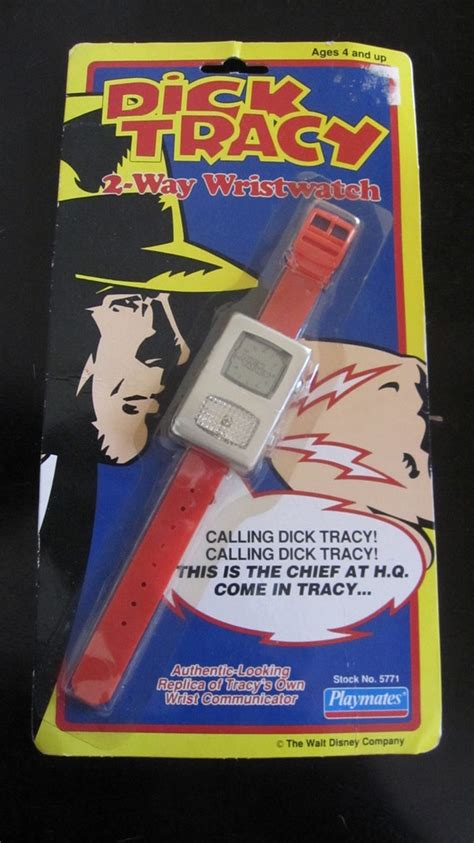 Ages 4 and up
DiCK
TRACY
2-Way Wristwatch
CALLING DICK TRACY!
CALLING DICK TRACY!
THIS IS THE CHIEF AT H.Q.
COME IN TRACY...
Authentic-Looking
Replica of Tracy's Own
Wrist Communicator
Stock No. 5771
Playmates®
© The Walt Disney Company